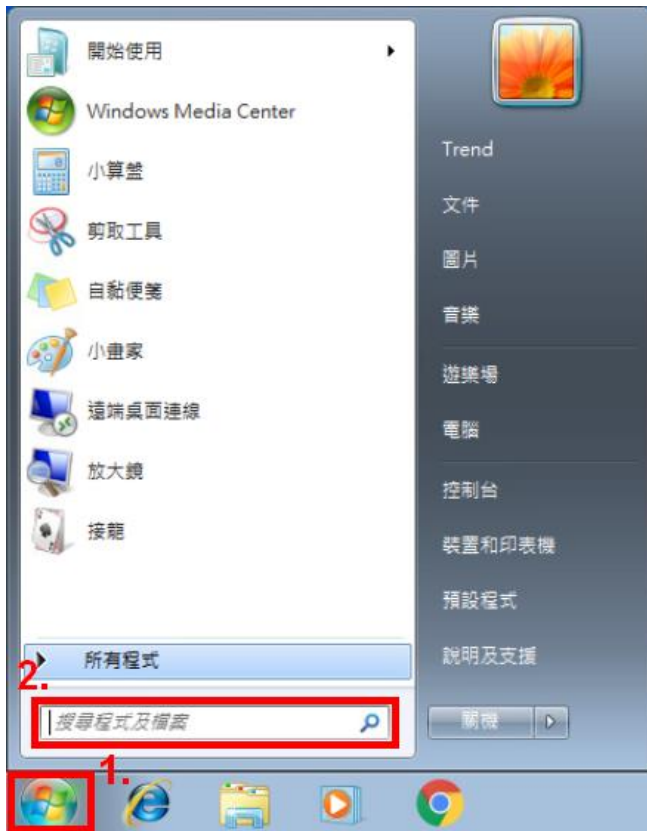 開始使用
Windows Media Center
小算盤
剪取工具
自黏便箋
小畫家
遠端桌面連線
放大鏡
接龍
所有程式
2.
搜尋程式及檔案
1.
Trend
文件
圖片
音樂
遊樂場
電腦
控制台
裝置和印表機
預設程式
說明及支援
關機